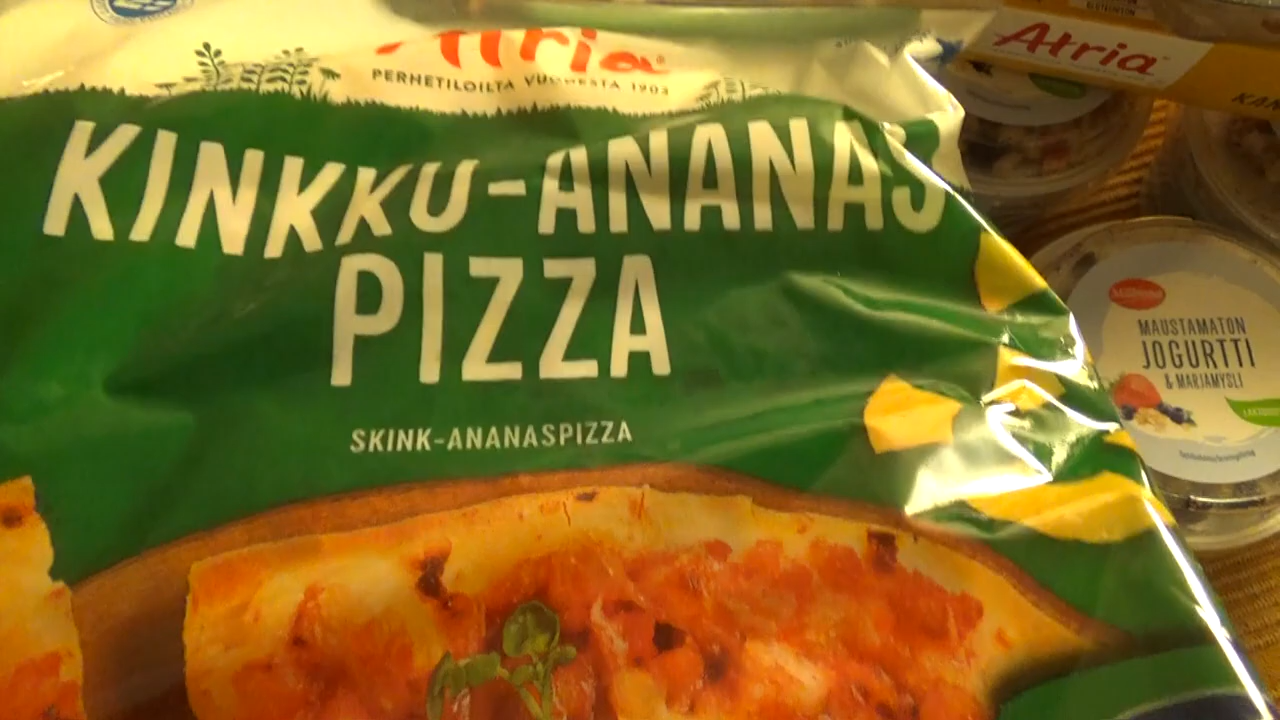 Atria
PERHETILOILTA VUODESTA 1903
KINKKU-ANANAS
PIZZA
SKINK-ANANASPIZZA
Atria
MAUSTAMATON
JOGURTTI
& MARJAMYSLI